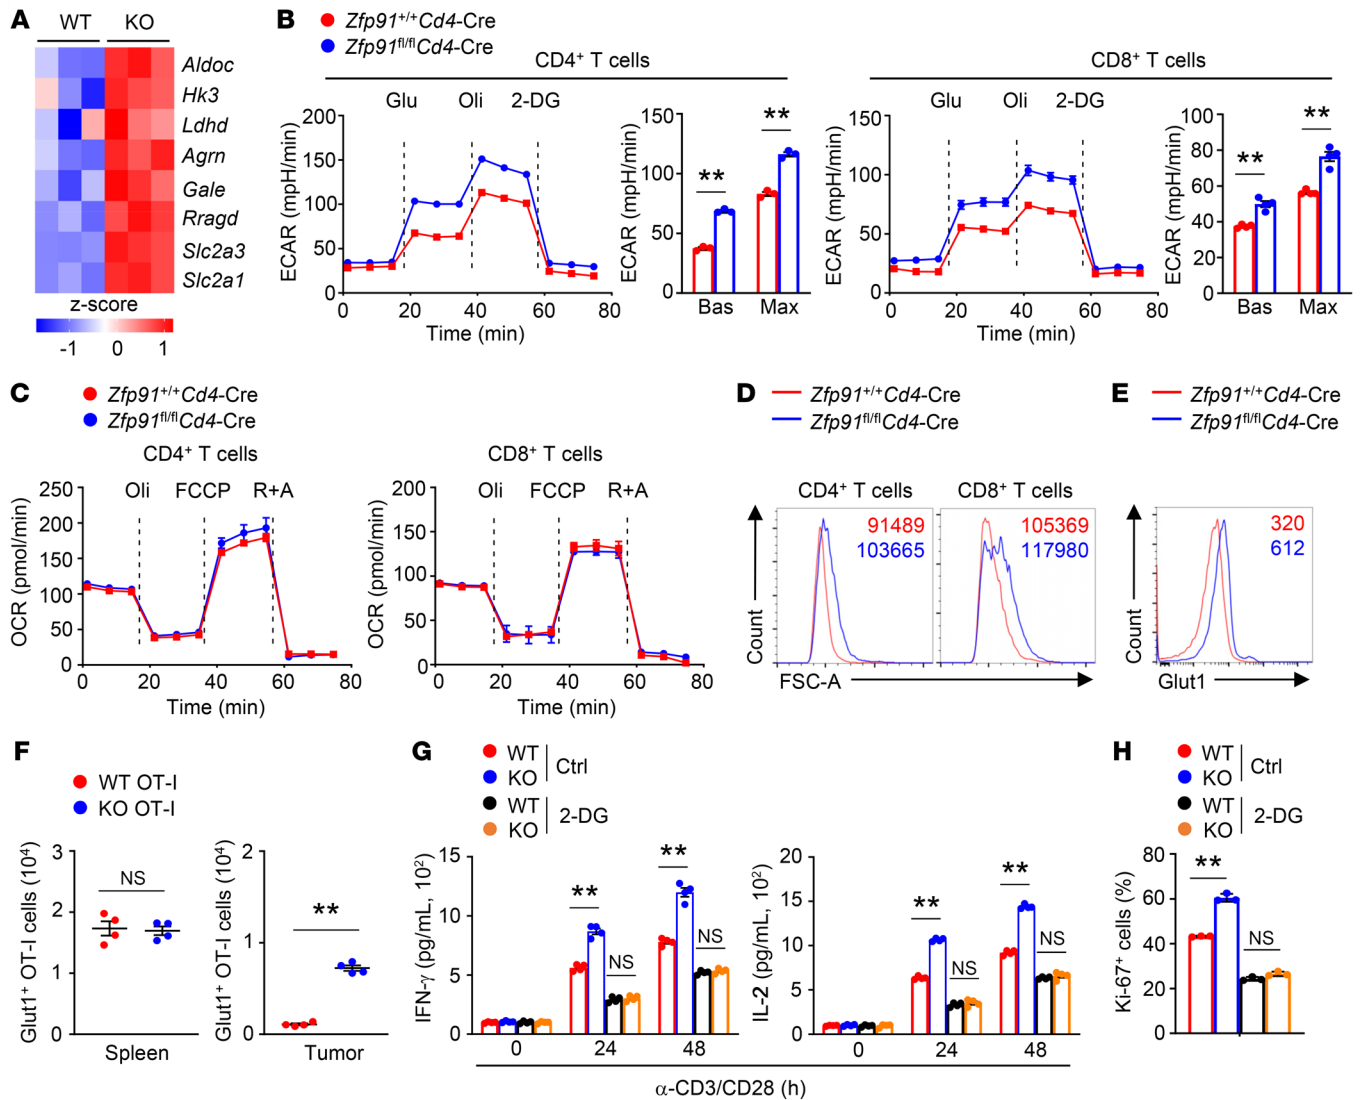 A
WT KO
Aldoc
Hk3
Ldhd
Agrn
Gale
Rragd
Slc2a3
Slc2a1
z-score
-1 0 1
B
Zfp91+/+Cd4-Cre
Zfp91fl/flCd4-Cre
CD4+ T cells
Glu Oli 2-DG
ECAR (mpH/min)
200
150
100
50
0
0 20 40 60 80
Time (min)
ECAR (mpH/min)
150
100
50
0
** **
Bas Max
CD8+ T cells
Glu Oli 2-DG
ECAR (mpH/min)
150
100
50
0
0 20 40 60 80
Time (min)
ECAR (mpH/min)
100
80
60
40
20
0
** **
Bas Max
C
Zfp91+/+Cd4-Cre
Zfp91fl/flCd4-Cre
CD4+ T cells
Oli FCCP R+A
OCR (pmol/min)
250
200
150
100
50
0
0 20 40 60 80
Time (min)
CD8+ T cells
Oli FCCP R+A
OCR (pmol/min)
200
150
100
50
0
0 20 40 60 80
Time (min)
D
Zfp91+/+Cd4-Cre
Zfp91fl/flCd4-Cre
CD4+ T cells
91489
103665
CD8+ T cells
105369
117980
Count
FSC-A
E
Zfp91+/+Cd4-Cre
Zfp91fl/flCd4-Cre
320
612
Count
Glut1
F
WT OT-I
KO OT-I
Glut1+ OT-I cells (10⁴)
3
2
1
0
NS
Spleen
Glut1+ OT-I cells (10⁴)
2
1
0
**
Tumor
G
WT
KO
Ctrl
WT
KO
2-DG
IFN-γ (pg/mL, 10²)
15
10
5
0
** NS
** NS
0 24 48
IL-2 (pg/mL, 10²)
20
15
10
5
0
** NS
** NS
0 24 48
α-CD3/CD28 (h)
H
WT
KO
Ctrl
WT
KO
2-DG
Ki-67+ cells (%)
80
60
40
20
0
** NS